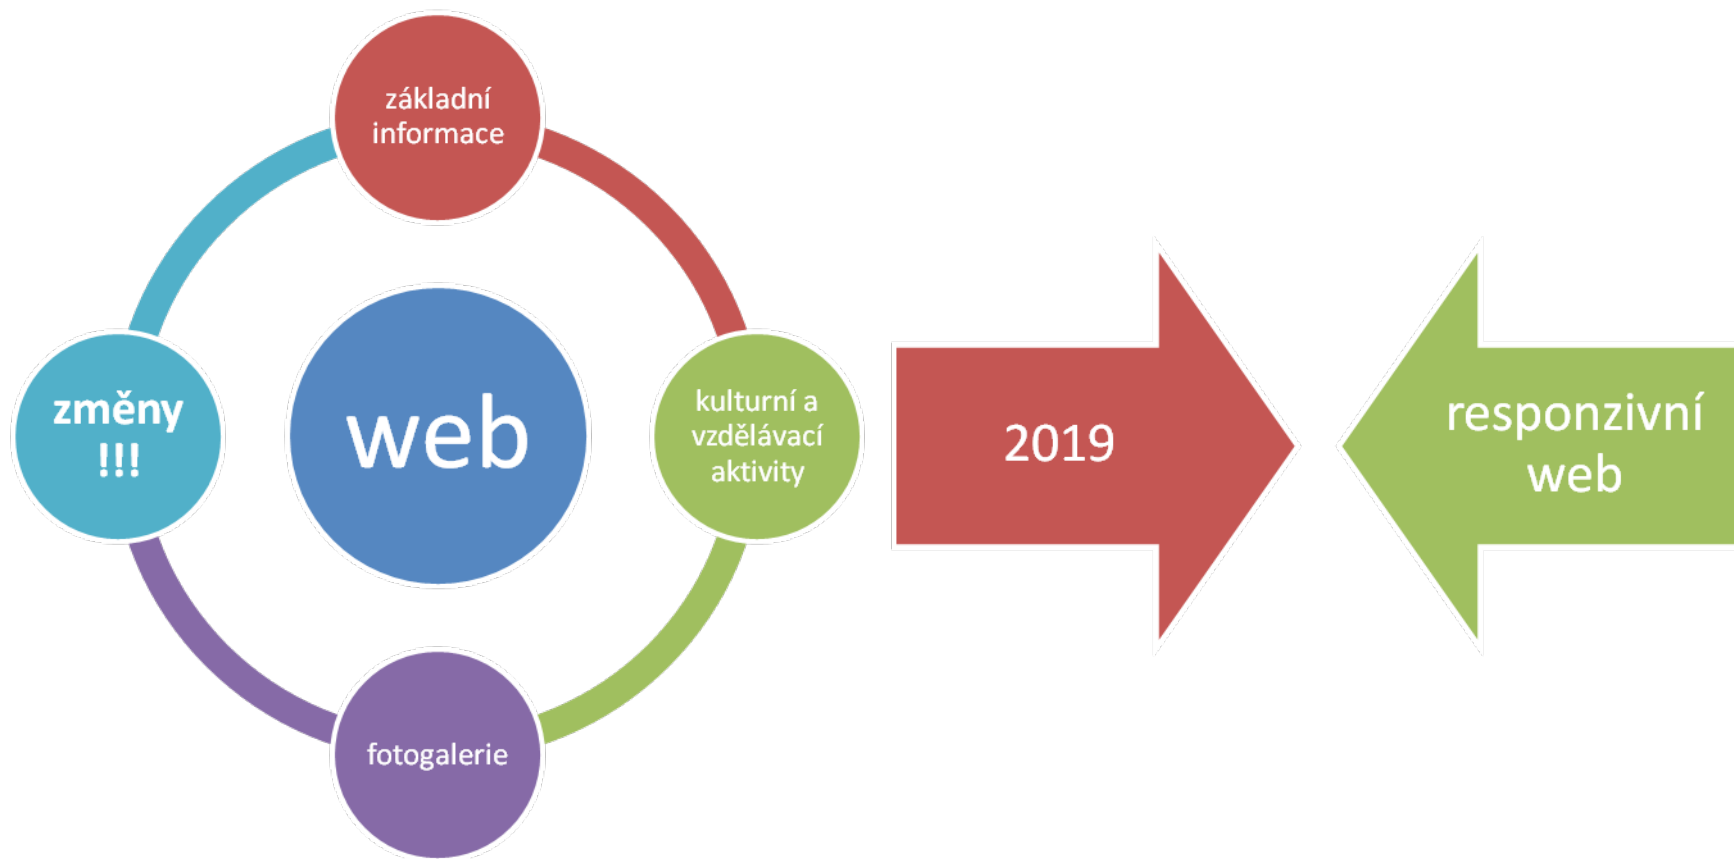 základní
informace
změny
!!!
web
kulturní a
vzdělávací
aktivity
fotogalerie
2019
responzivní
web